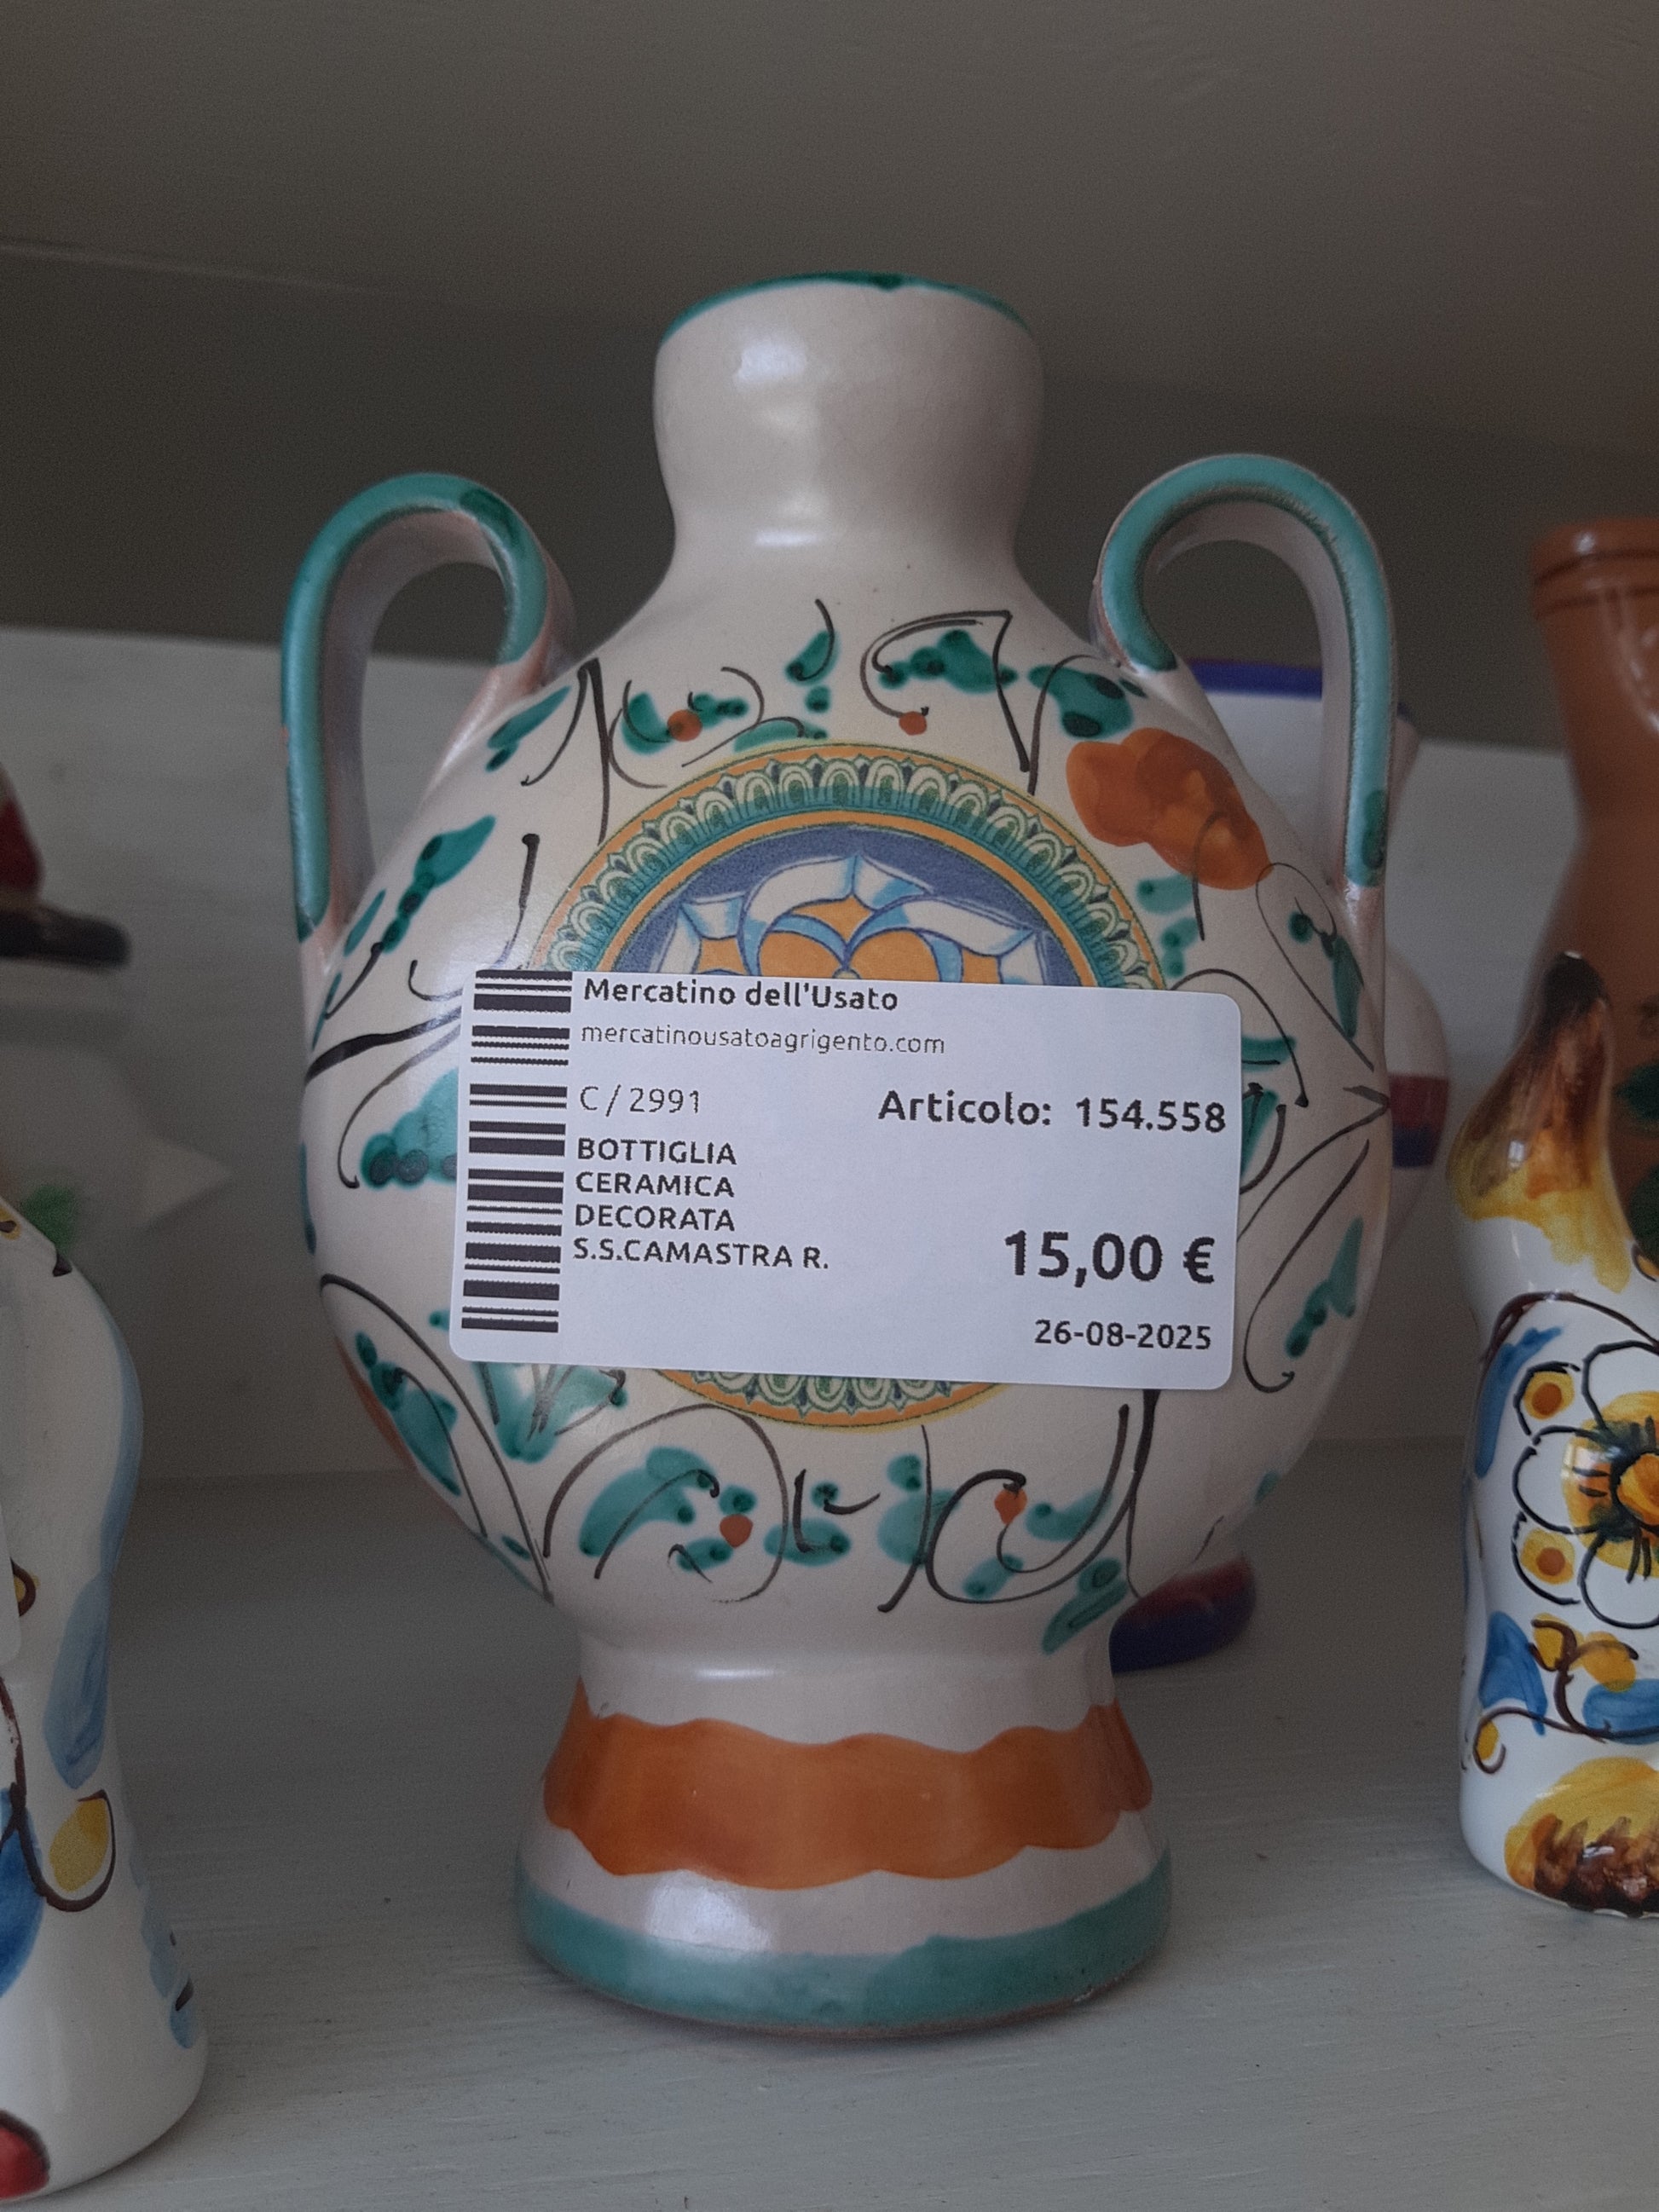 Mercatino dell'Usato
mercatinousatoagrigento.com
C / 2991
Articolo: 154.558
BOTTIGLIA
CERAMICA
DECORATA
S.S.CAMASTRA R.
15,00 €
26-08-2025